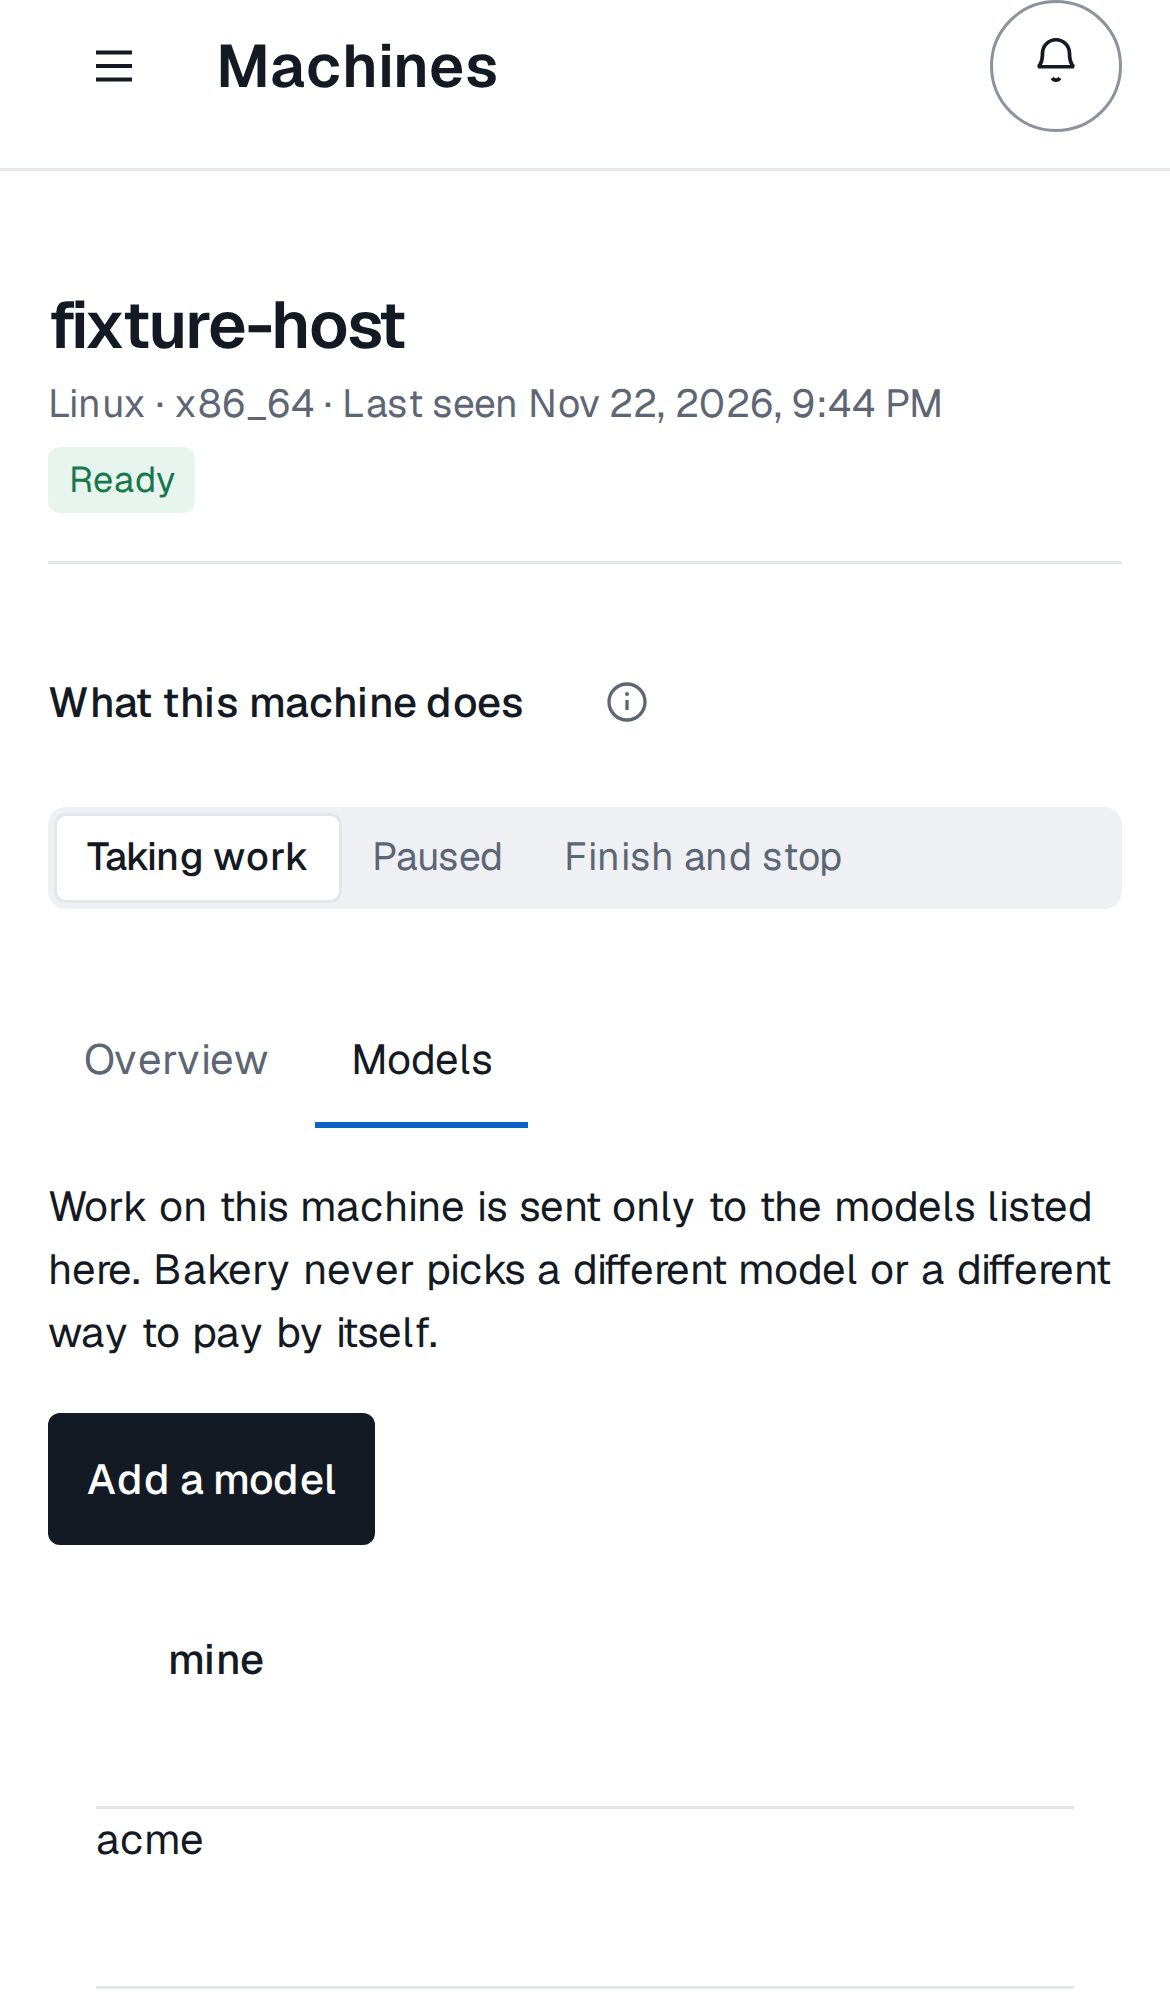 Machines
fixture-host
Linux · x86_64 · Last seen Nov 22, 2026, 9:44 PM
Ready
What this machine does
Taking work
Paused
Finish and stop
Overview
Models
Work on this machine is sent only to the models listed
here. Bakery never picks a different model or a different
way to pay by itself.
Add a model
mine
acme